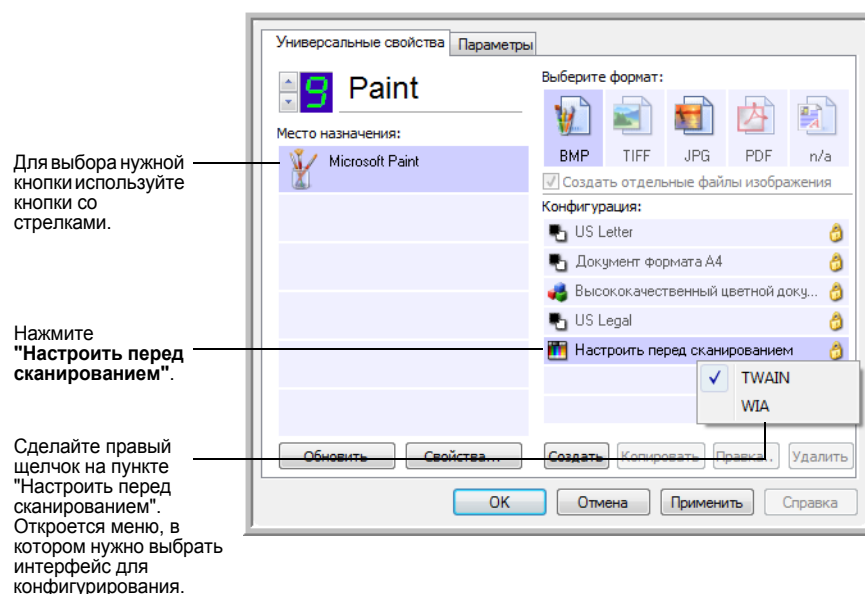 Универсальные свойства
Параметры
9
Paint
Место назначения:
Microsoft Paint
Выберите формат:
BMP TIFF JPG PDF n/a
Создать отдельные файлы изображения
Конфигурация:
US Letter
Документ формата A4
Высококачественный цветной доку...
US Legal
Настроить перед сканированием
TWAIN
WIA
Обновить
Свойства...
Создать
Копировать
Правка...
Удалить
OK
Отмена
Применить
Справка
Для выбора нужной
кнопки используйте
кнопки со
стрелками.
Нажмите
"Настроить перед
сканированием".
Сделайте правый
щелчок на пункте
"Настроить перед
сканированием".
Откроется меню, в
котором нужно выбрать
интерфейс для
конфигурирования.